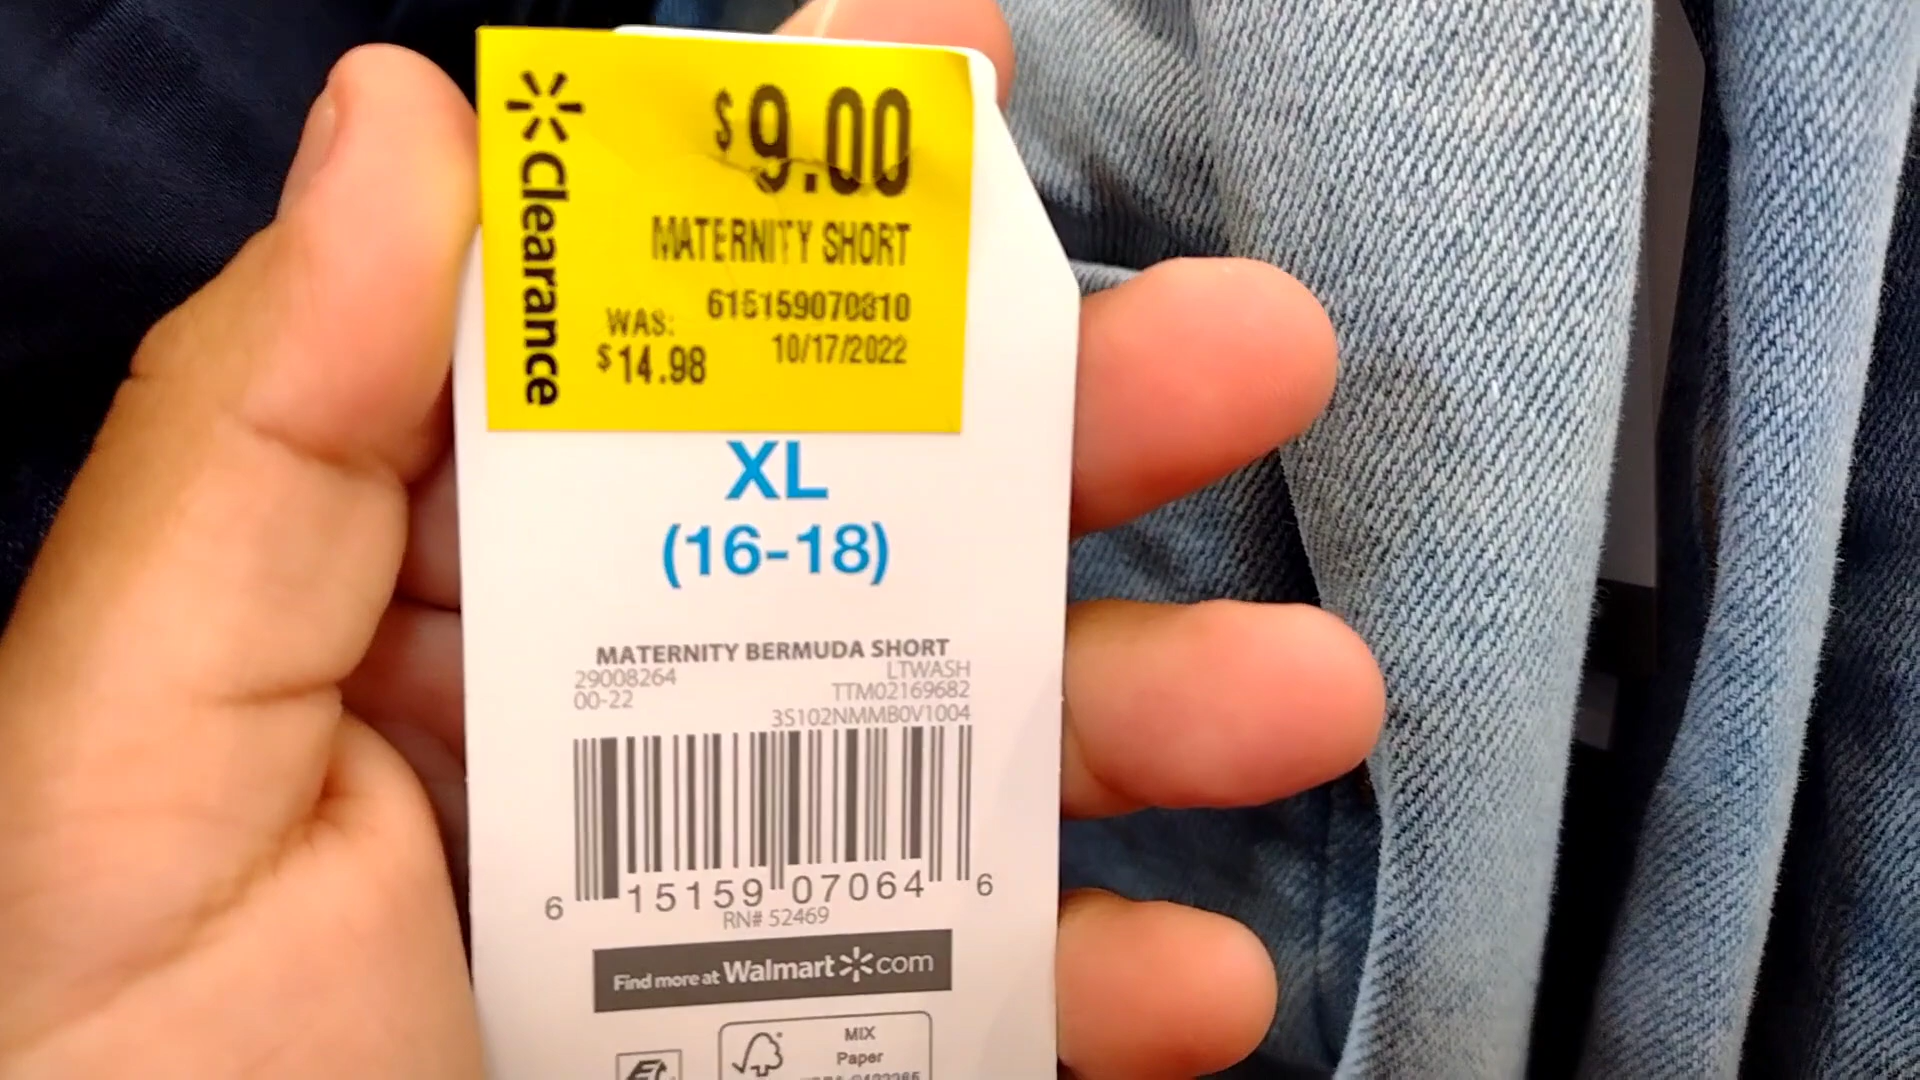 Clearance
$9.00
MATERNITY SHORT
615159070810
WAS:
10/17/2022
$14.98
XL
(16-18)
MATERNITY BERMUDA SHORT
29008264
LTWASH
00-22
TTM02169682
3S102NMMB0V1004
6 15159 07064 6
RN# 52469
Find more at Walmart com
MIX
Paper